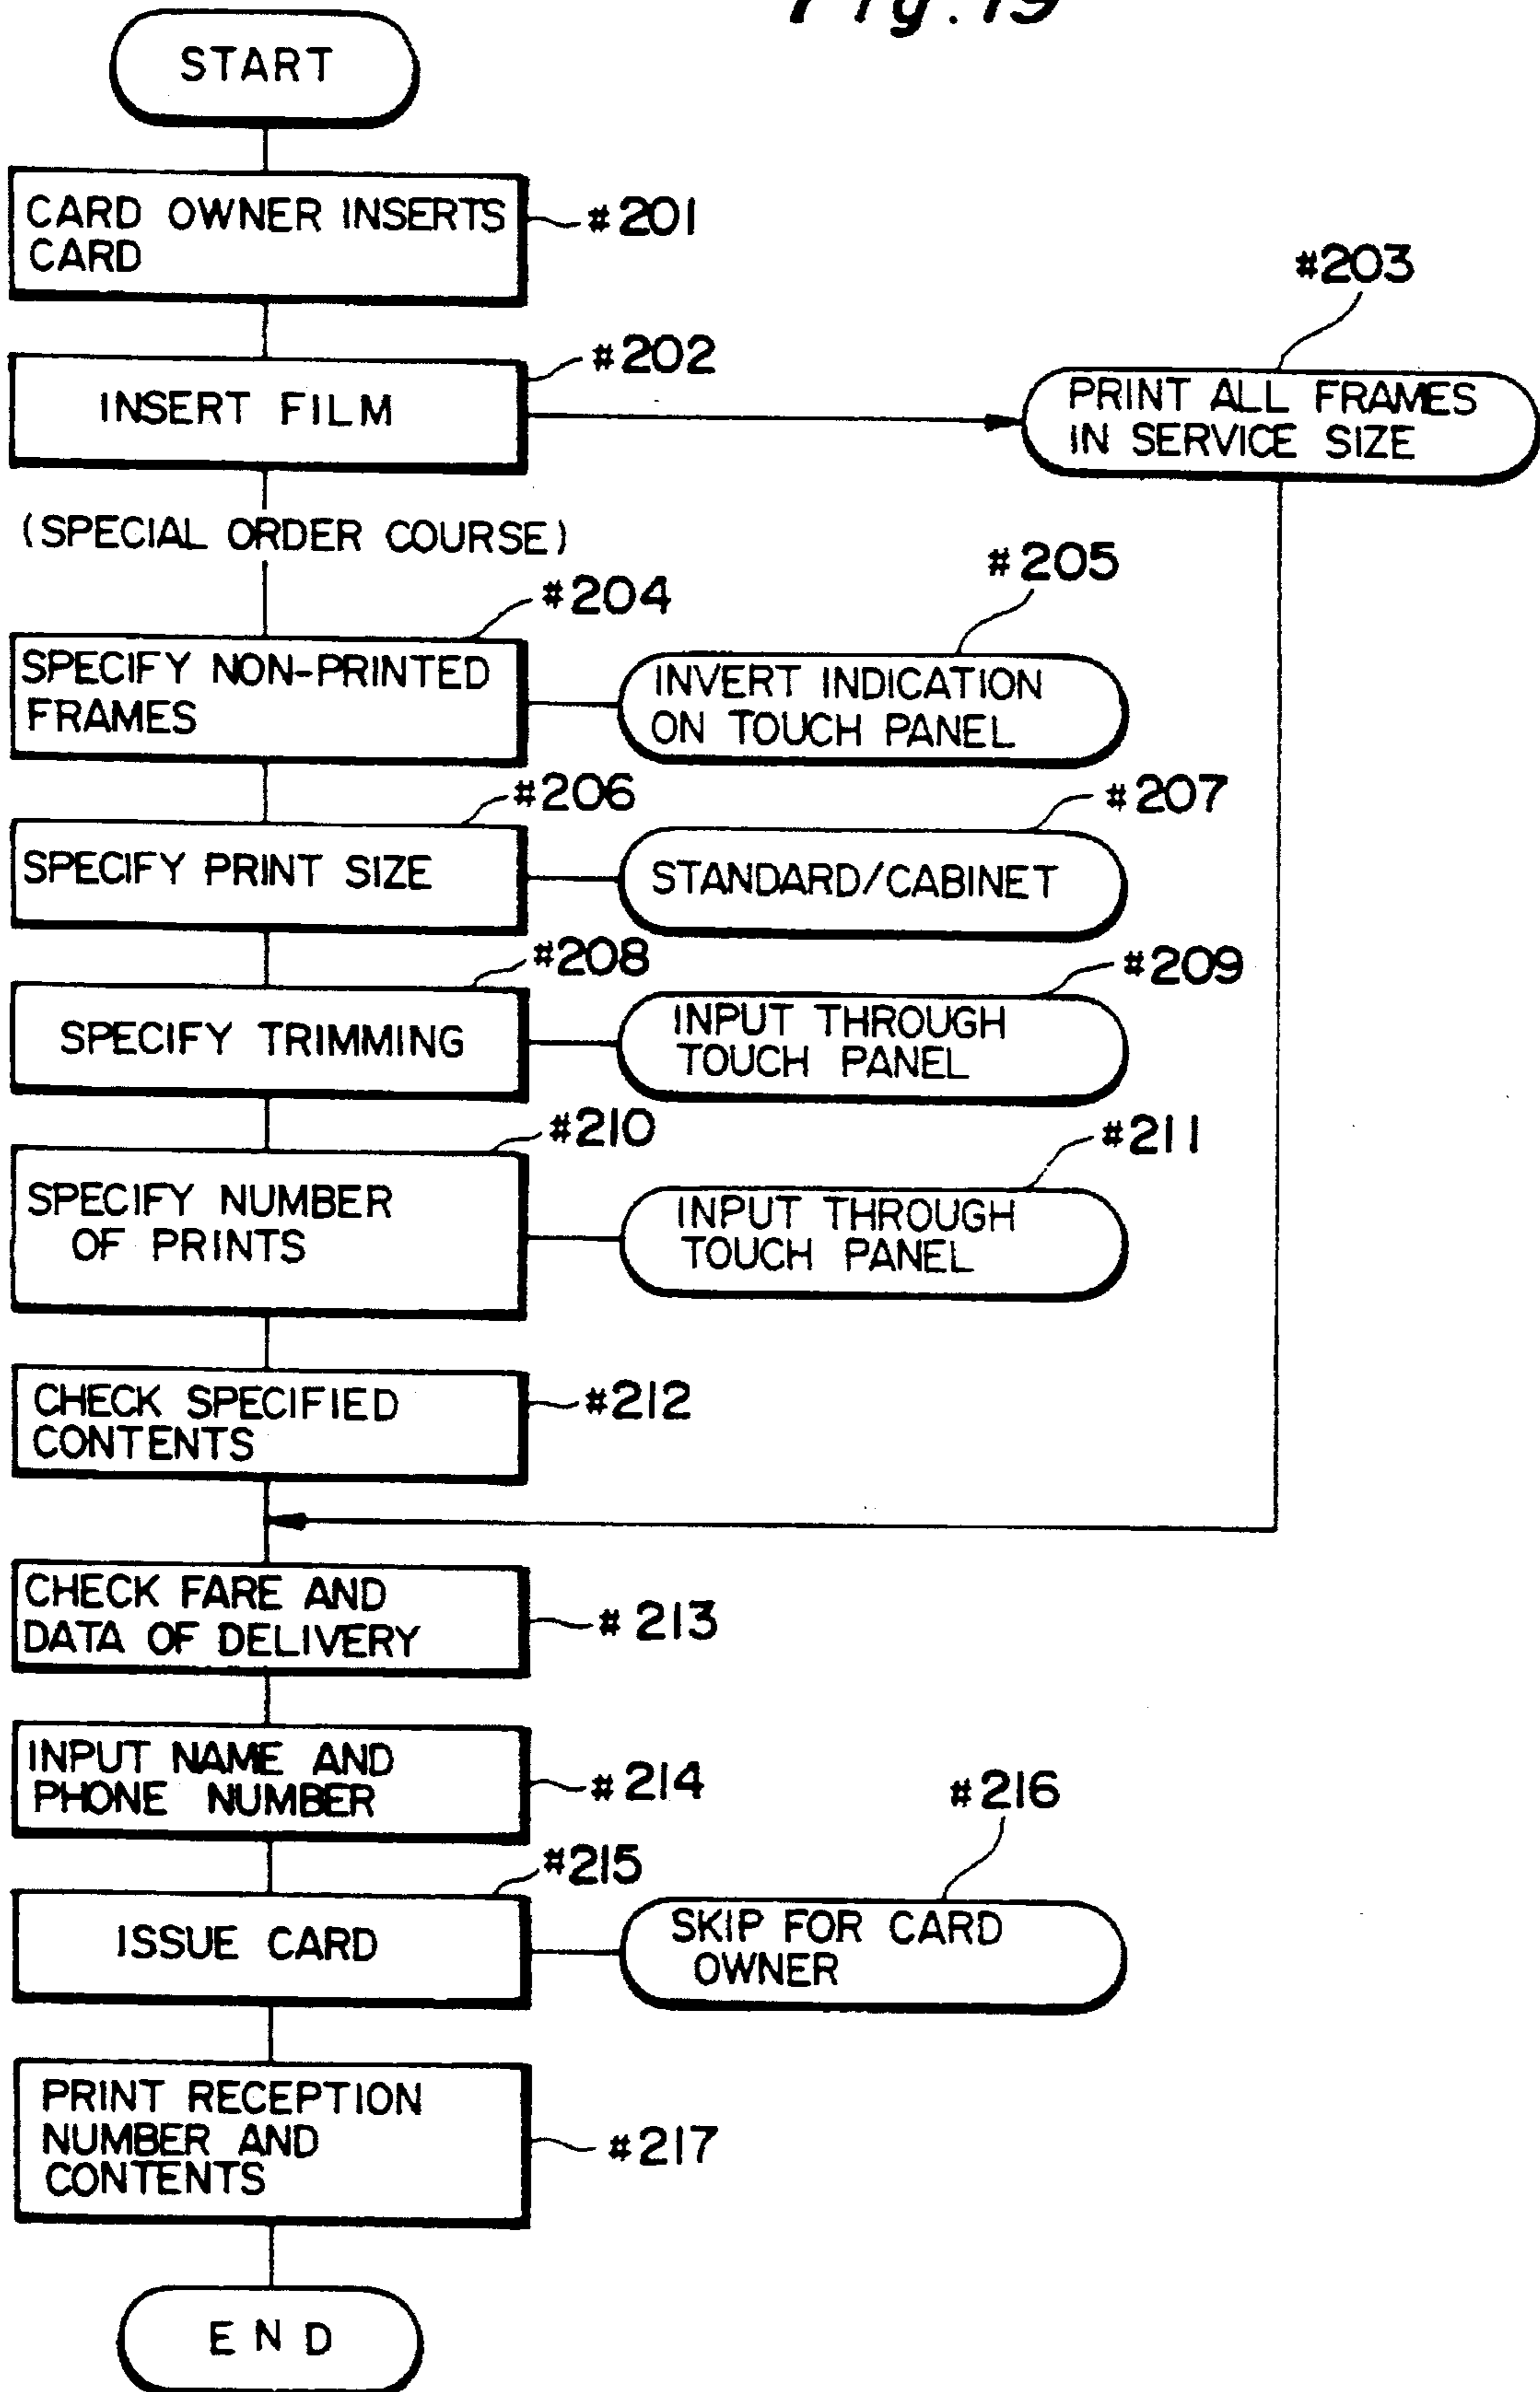 Fig. 19
START
CARD OWNER INSERTS
CARD
#201
#203
#202
INSERT FILM
PRINT ALL FRAMES
IN SERVICE SIZE
(SPECIAL ORDER COURSE)
#205
#204
SPECIFY NON-PRINTED
FRAMES
INVERT INDICATION
ON TOUCH PANEL
#206
#207
SPECIFY PRINT SIZE
STANDARD/CABINET
#208
#209
SPECIFY TRIMMING
INPUT THROUGH
TOUCH PANEL
#210
#211
SPECIFY NUMBER
OF PRINTS
INPUT THROUGH
TOUCH PANEL
CHECK SPECIFIED
CONTENTS
#212
CHECK FARE AND
DATA OF DELIVERY
#213
INPUT NAME AND
PHONE NUMBER
#214
#216
#215
ISSUE CARD
SKIP FOR CARD
OWNER
PRINT RECEPTION
NUMBER AND
CONTENTS
#217
END